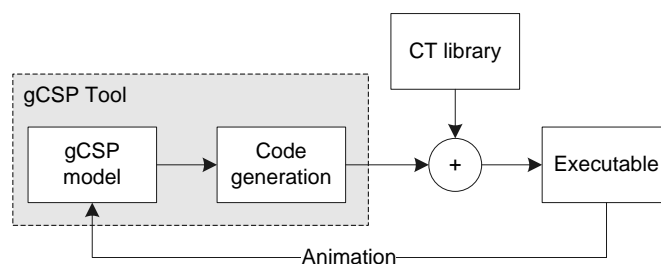 CT library
gCSP Tool
gCSP
model
Code
generation
+
Executable
Animation